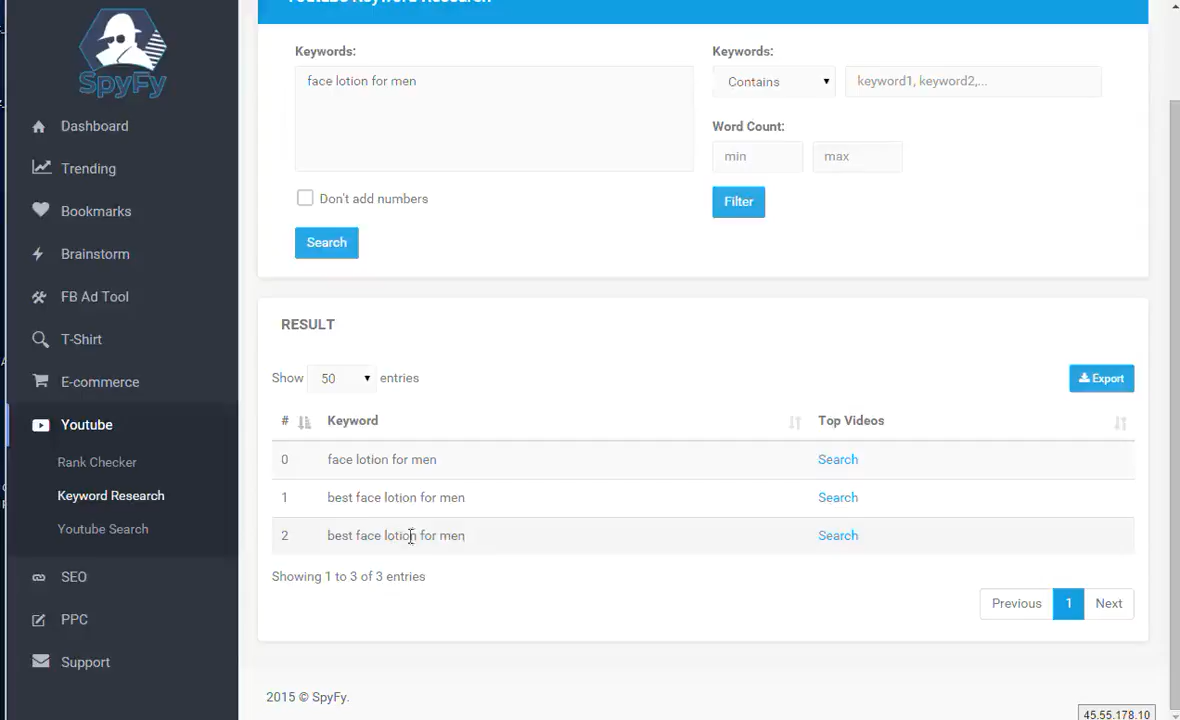 Youtube Keyword Research
SpyFy
Dashboard
Trending
Bookmarks
Brainstorm
FB Ad Tool
T-Shirt
E-commerce
Youtube
Rank Checker
Keyword Research
Youtube Search
SEO
PPC
Support
Keywords:
face lotion for men
Don't add numbers
Search
Keywords:
Contains
keyword1, keyword2,...
Word Count:
min max
Filter
RESULT
Show 50 entries
Export
# Keyword Top Videos
0 face lotion for men Search
1 best face lotion for men Search
2 best face lotion for men Search
Showing 1 to 3 of 3 entries
Previous 1 Next
2015 © SpyFy.
45.55.178.10